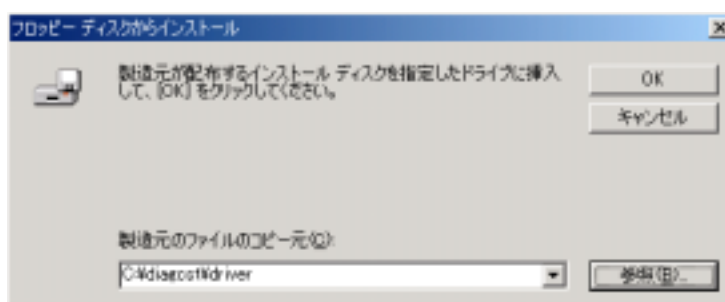 フロッピー ディスクからインストール
製造元が配布するインストール ディスクを指定したドライブに挿入
して、[OK] をクリックしてください。
OK
キャンセル
製造元のファイルのコピー元(C):
C:¥diagost¥driver
参照(B)...